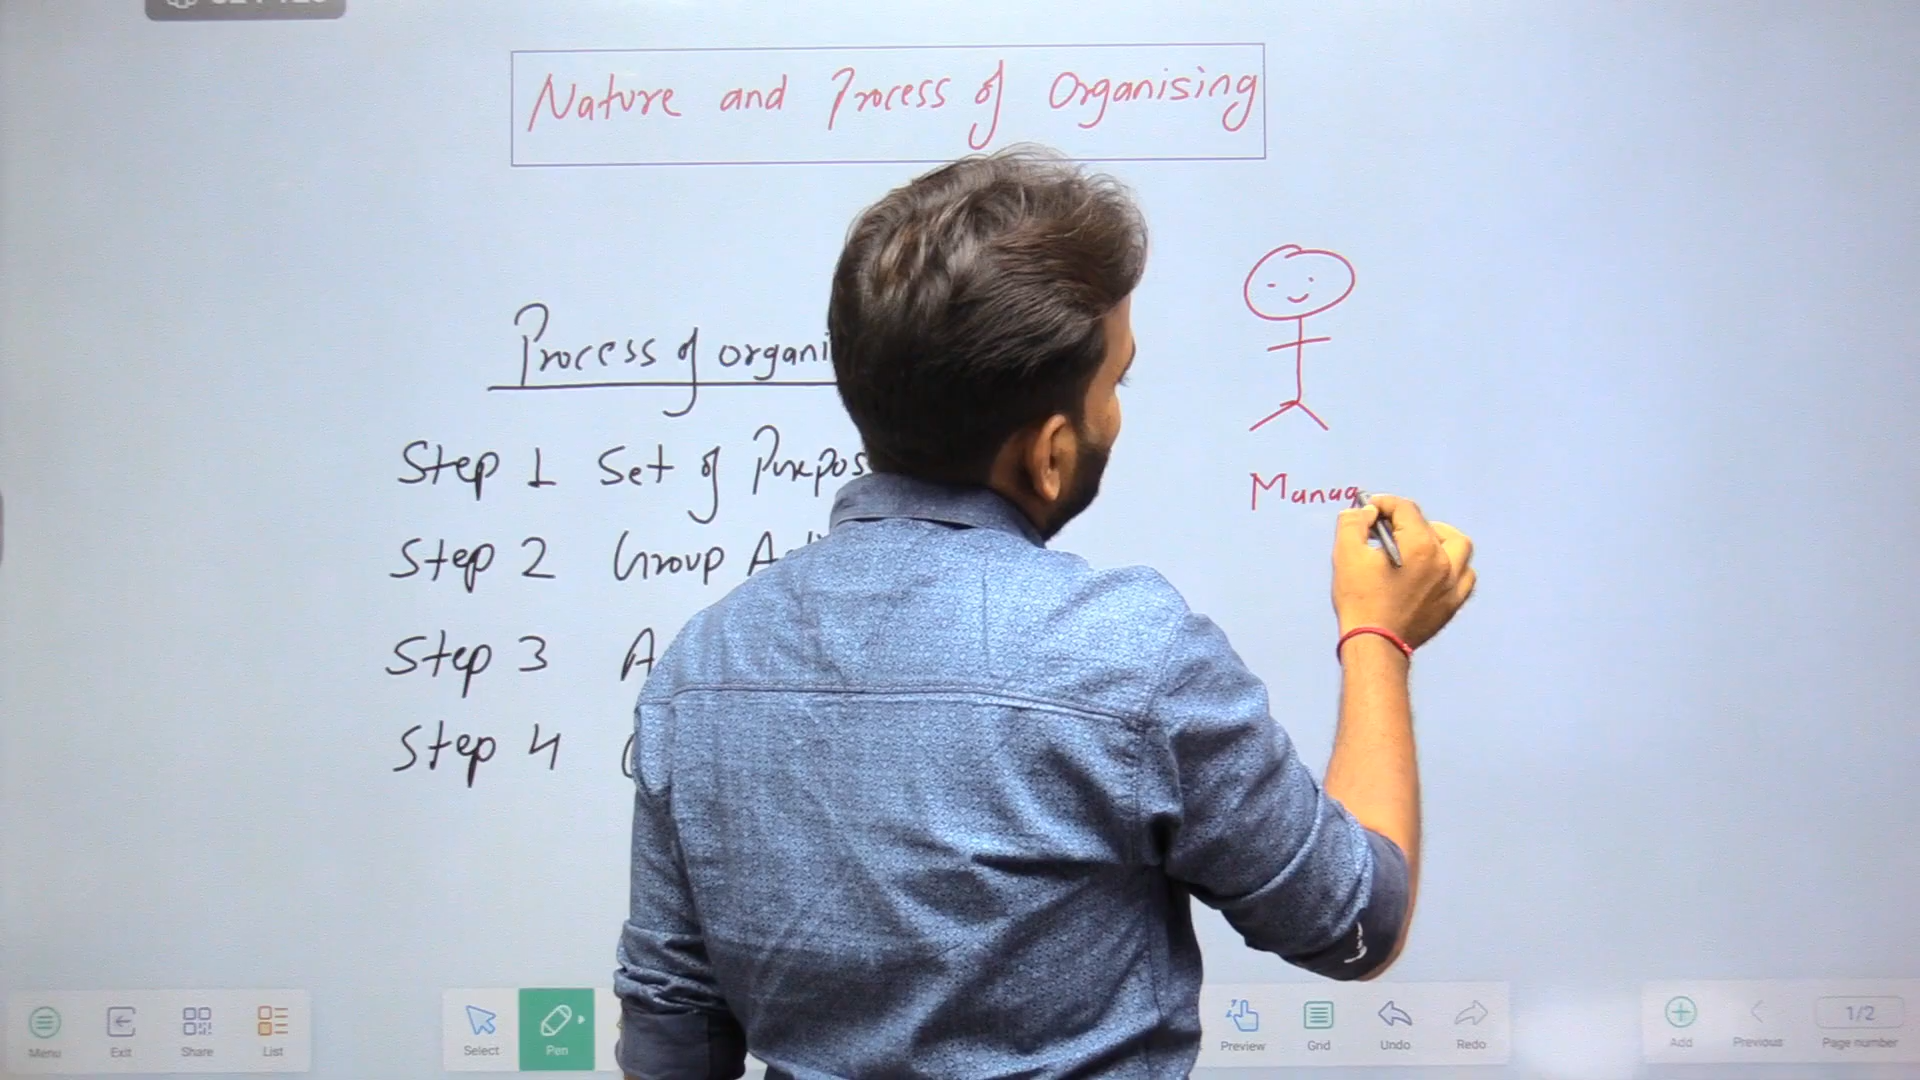 Nature and Process of Organising
Process of organi
Step 1 Set of Purpos
Step 2 Group
Step 3
Step 4
Manag
Menu
Exit
Share
List
Select
Pen
Preview
Grid
Undo
Redo
Add
Previous
1/2
Page number